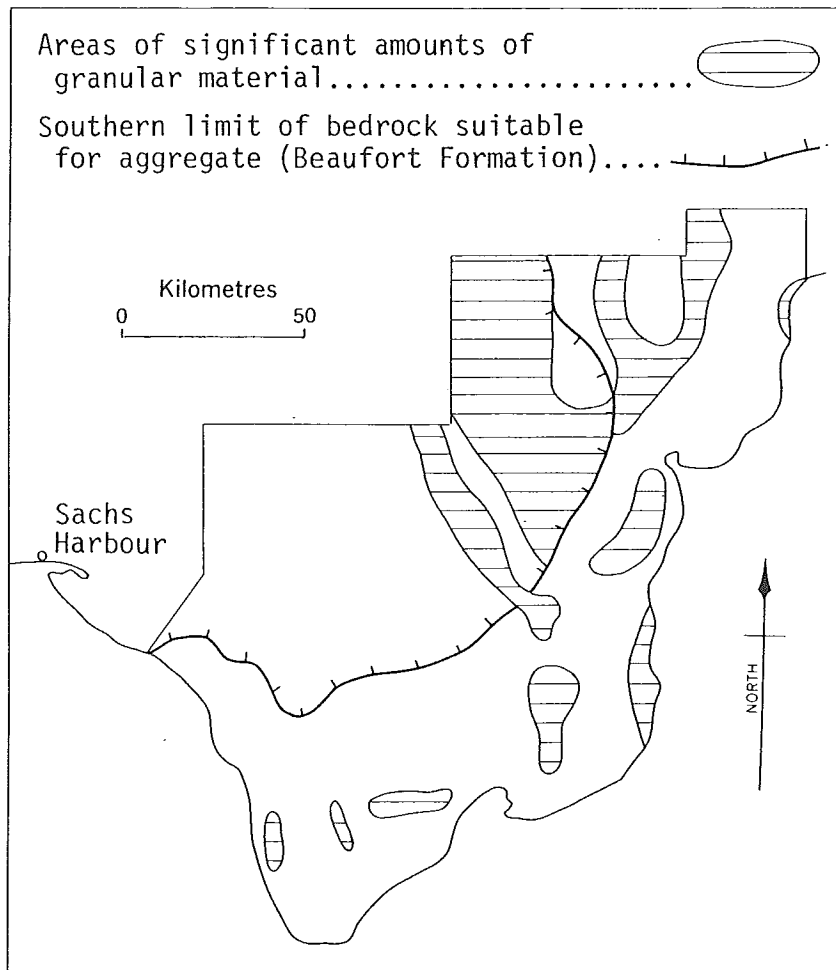 Areas of significant amounts of
granular material.......................
Southern limit of bedrock suitable
for aggregate (Beaufort Formation)....
Kilometres
0 50
Sachs
Harbour
NORTH